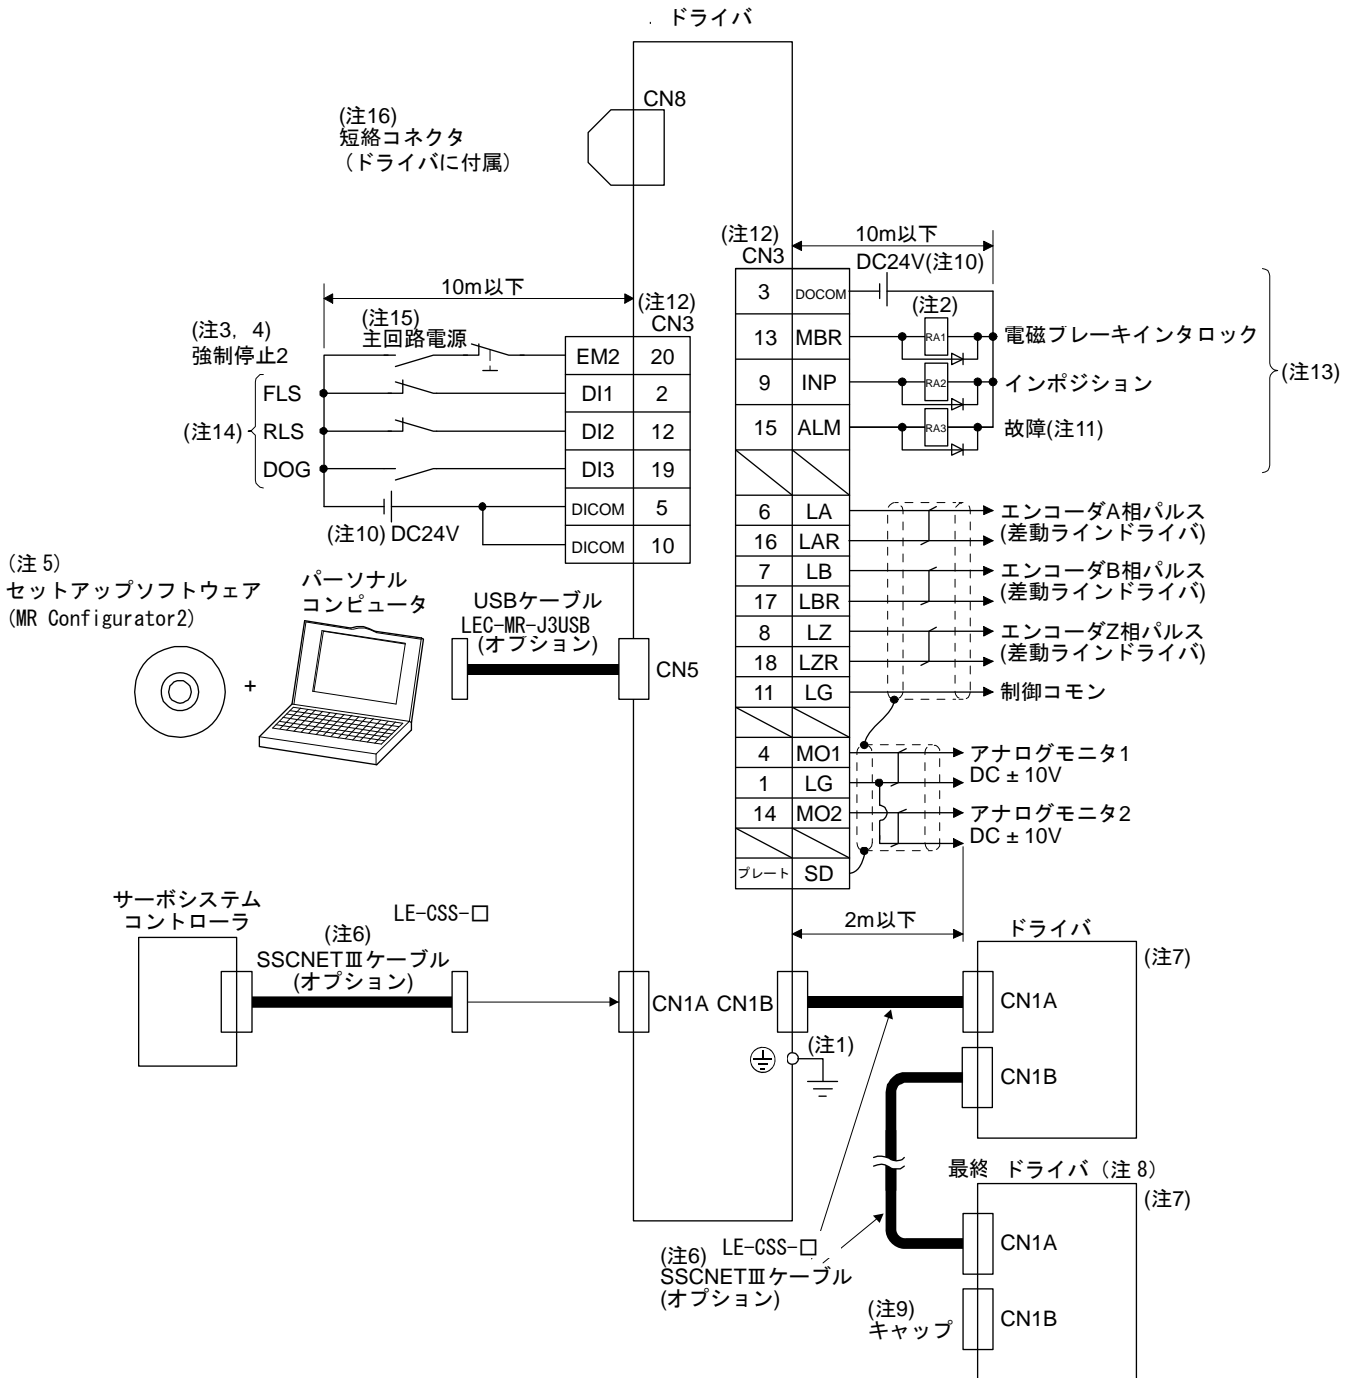 ドライバ
CN8
(注16)
短絡コネクタ
(ドライバに付属)
10m以下
(注12)
CN3
(注3, 4)
強制停止2
(注15)
主回路電源
EM2 20
FLS DI1 2
(注14) RLS DI2 12
DOG DI3 19
DICOM 5
(注10) DC24V
DICOM 10
(注12)
CN3
10m以下
DC24V(注10)
3 DOCOM
(注2)
13 MBR RA1 電磁ブレーキインタロック
9 INP RA2 インポジション
15 ALM RA3 故障(注11)
(注13)
6 LA エンコーダA相パルス
16 LAR (差動ラインドライバ)
7 LB エンコーダB相パルス
17 LBR (差動ラインドライバ)
8 LZ エンコーダZ相パルス
18 LZR (差動ラインドライバ)
11 LG 制御コモン
4 MO1 アナログモニタ1
1 LG DC ± 10V
14 MO2 アナログモニタ2
DC ± 10V
プレート SD
2m以下
(注 5)
セットアップソフトウェア
(MR Configurator2)
+
パーソナル
コンピュータ
USBケーブル
LEC-MR-J3USB
(オプション)
CN5
サーボシステム
コントローラ
LE-CSS-□
(注6)
SSCNETⅢケーブル
(オプション)
CN1A CN1B
(注1)
ドライバ
(注7)
CN1A
CN1B
最終 ドライバ (注 8)
(注7)
CN1A
CN1B
(注6) LE-CSS-□
SSCNETⅢケーブル
(オプション)
(注9)
キャップ